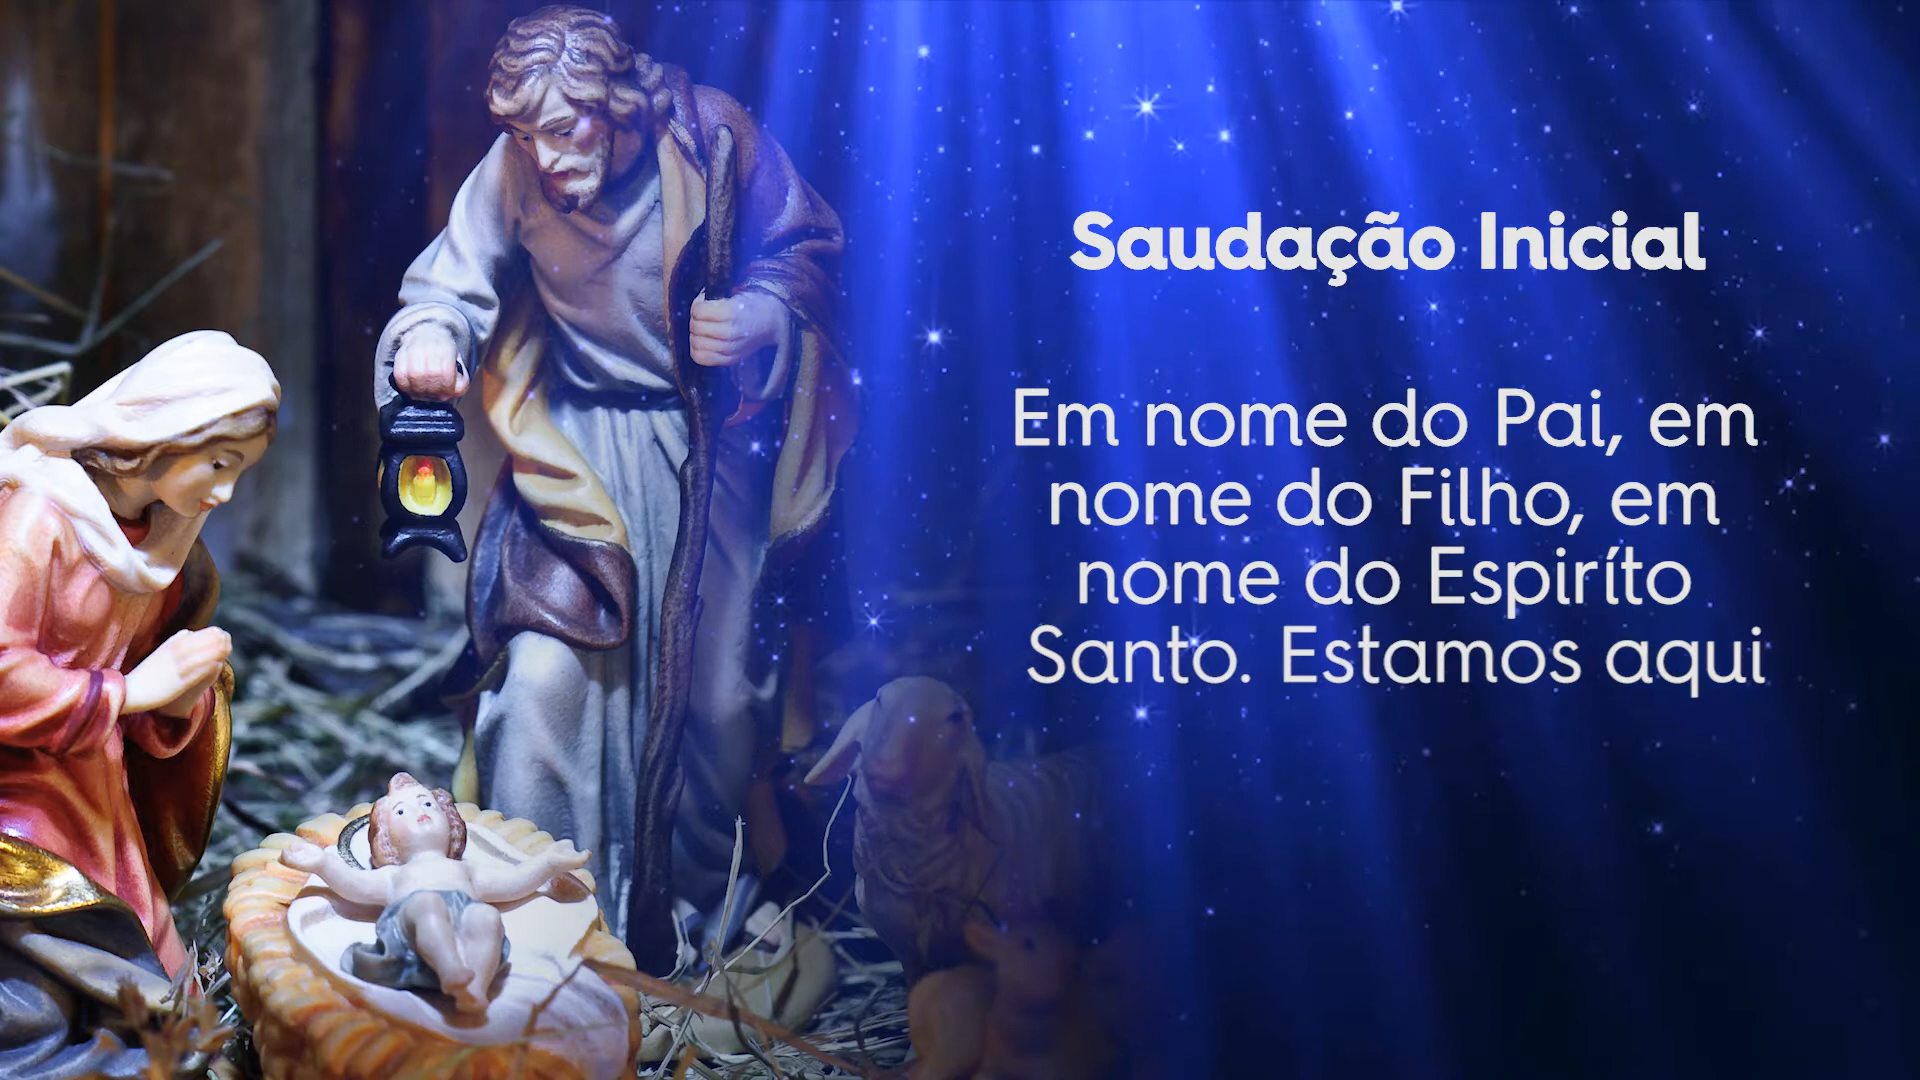 Saudação Inicial
Em nome do Pai, em
nome do Filho, em
nome do Espiríto
Santo. Estamos aqui